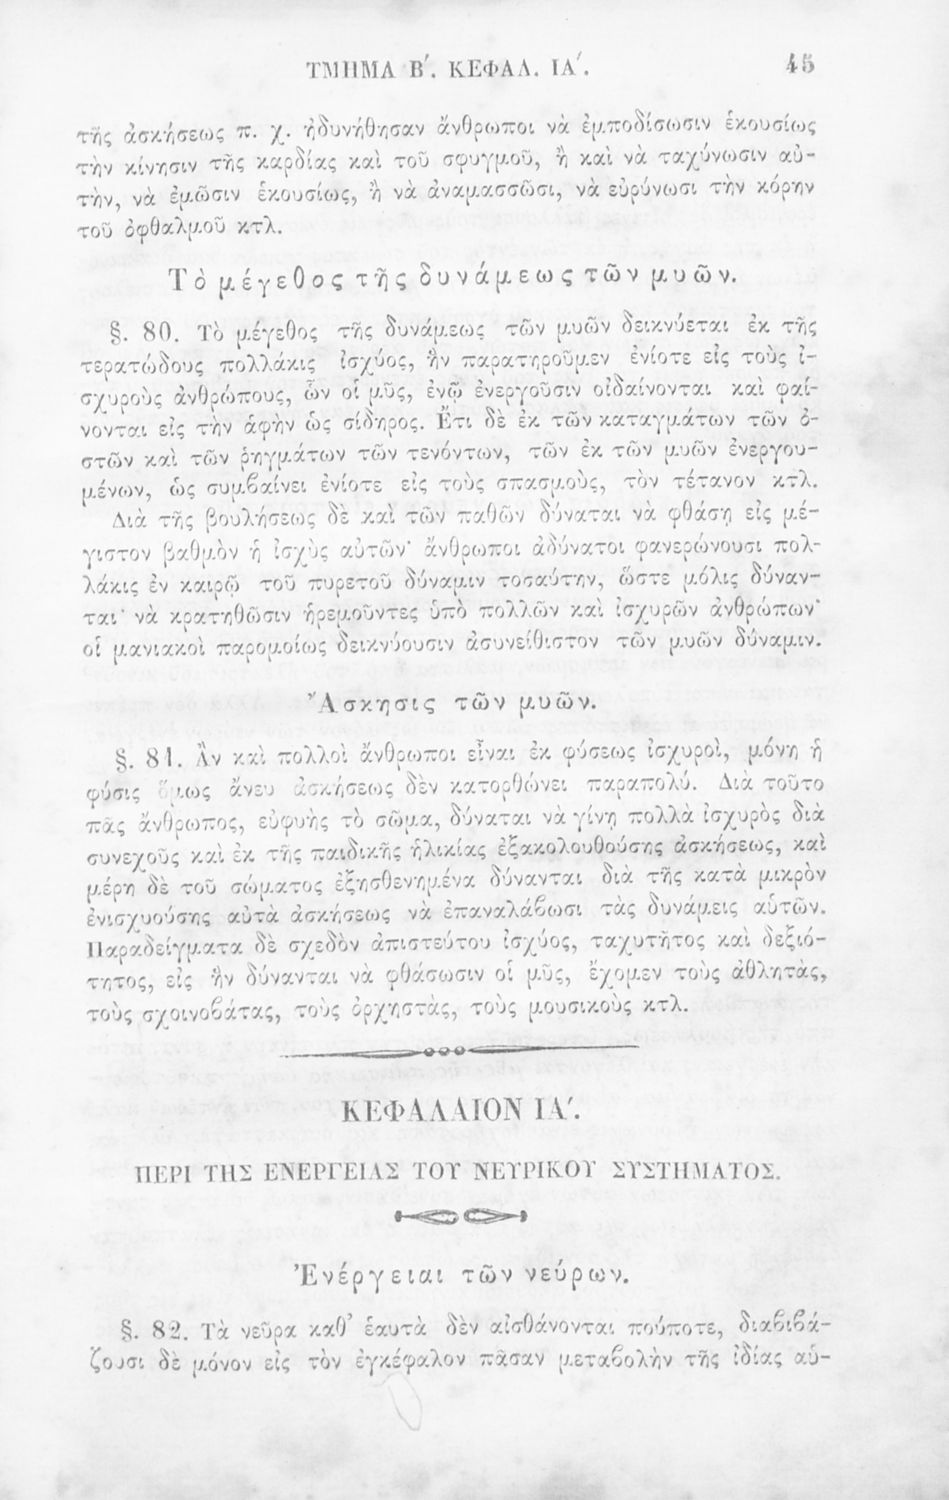 ΤΜΗΜΑ Β′. ΚΕΦΑΛ. ΙΑ′. 45
τῆς ἀσκήσεως π. χ. ἠδυνήθησαν ἄνθρωποι νὰ ἐμποδίσωσιν ἑκουσίως
τὴν κίνησιν τῆς καρδίας καὶ τοῦ σφυγμοῦ, ἢ καὶ νὰ ταχύνωσιν αὐ-
τὴν, νὰ ἐμῶσιν ἑκουσίως, ἢ νὰ ἀναμασσῶσι, νὰ εὐρύνωσι τὴν κόρην
τοῦ ὀφθαλμοῦ κτλ.
Τὸ μέγεθος τῆς δυνάμεως τῶν μυῶν.
§. 80. Τὸ μέγεθος τῆς δυνάμεως τῶν μυῶν δεικνύεται ἐκ τῆς
τερατώδους πολλάκις ἰσχύος, ἣν παρατηροῦμεν ἐνίοτε εἰς τοὺς ἰ-
σχυροὺς ἀνθρώπους, ὧν οἱ μῦς, ἐνῷ ἐνεργοῦσιν οἰδαίνονται καὶ φαί-
νονται εἰς τὴν ἁφὴν ὡς σίδηρος. Ἔτι δὲ ἐκ τῶν καταγμάτων τῶν ὀ-
στῶν καὶ τῶν ῥηγμάτων τῶν τενόντων, τῶν ἐκ τῶν μυῶν ἐνεργου-
μένων, ὡς συμβαίνει ἐνίοτε εἰς τοὺς σπασμοὺς, τὸν τέτανον κτλ.
Διὰ τῆς βουλήσεως δὲ καὶ τῶν παθῶν δύναται νὰ φθάσῃ εἰς μέ-
γιστον βαθμὸν ἡ ἰσχὺς αὐτῶν· ἄνθρωποι ἀδύνατοι φανερώνουσι πολ-
λάκις ἐν καιρῷ τοῦ πυρετοῦ δύναμιν τοσαύτην, ὥστε μόλις δύναν-
ται· νὰ κρατηθῶσιν ἠρεμοῦντες ὑπὸ πολλῶν καὶ ἰσχυρῶν ἀνθρώπων·
οἱ μανιακοὶ παρομοίως δεικνύουσιν ἀσυνείθιστον τῶν μυῶν δύναμιν.
Ἄσκησις τῶν μυῶν.
§. 81. Ἂν καὶ πολλοὶ ἄνθρωποι εἶναι ἐκ φύσεως ἰσχυροὶ, μόνη ἡ
φύσις ὅμως ἄνευ ἀσκήσεως δὲν κατορθώνει παραπολύ. Διὰ τοῦτο
πᾶς ἄνθρωπος, εὐφυὴς τὸ σῶμα, δύναται νὰ γίνῃ πολλὰ ἰσχυρὸς διὰ
συνεχοῦς καὶ ἐκ τῆς παιδικῆς ἡλικίας ἐξακολουθούσης ἀσκήσεως, καὶ
μέρη δὲ τοῦ σώματος ἐξησθενημένα δύνανται διὰ τῆς κατὰ μικρὸν
ἐνισχυούσης αὐτὰ ἀσκήσεως νὰ ἐπαναλάβωσι τὰς δυνάμεις αὑτῶν.
Παραδείγματα δὲ σχεδὸν ἀπιστεύτου ἰσχύος, ταχυτῆτος καὶ δεξιό-
τητος, εἰς ἣν δύνανται νὰ φθάσωσιν οἱ μῦς, ἔχομεν τοὺς ἀθλητὰς,
τοὺς σχοινοβάτας, τοὺς ὀρχηστὰς, τοὺς μουσικοὺς κτλ.
ΚΕΦΑΛΑΙΟΝ ΙΑ′.
ΠΕΡΙ ΤΗΣ ΕΝΕΡΓΕΙΑΣ ΤΟΥ ΝΕΥΡΙΚΟΥ ΣΥΣΤΗΜΑΤΟΣ.
Ἐνέργειαι τῶν νεύρων.
§. 82. Τὰ νεῦρα καθ᾽ ἑαυτὰ δὲν αἰσθάνονται πούποτε, διαβιβά-
ζουσι δὲ μόνον εἰς τὸν ἐγκέφαλον πᾶσαν μεταβολὴν τῆς ἰδίας αὑ-